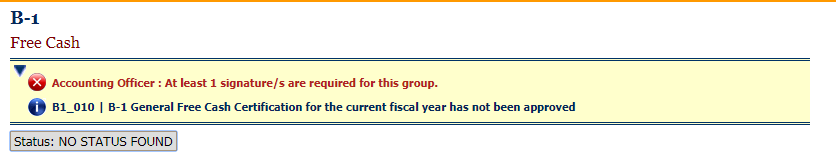 B-1
Free Cash
Accounting Officer : At least 1 signature/s are required for this group.
B1_010 | B-1 General Free Cash Certification for the current fiscal year has not been approved
Status: NO STATUS FOUND